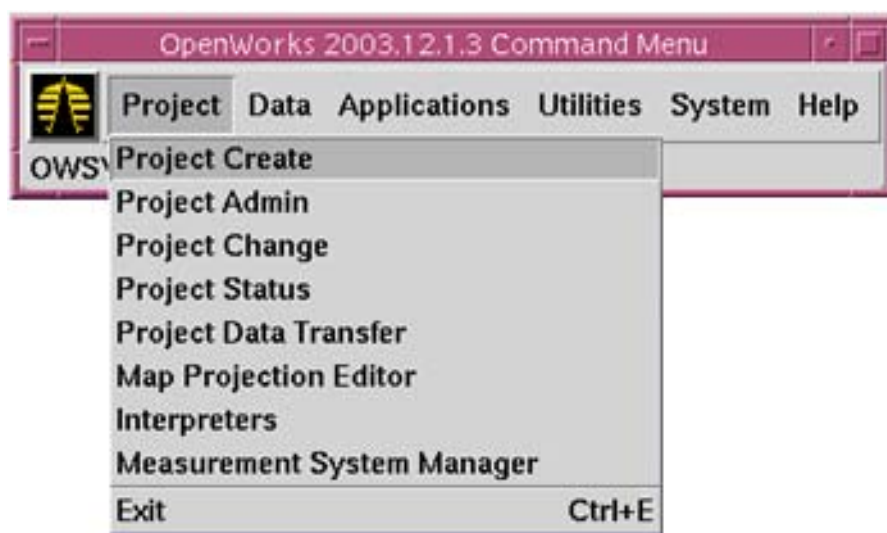 OpenWorks 2003.12.1.3 Command Menu
Project Data Applications Utilities System Help
OWSY
Project Create
Project Admin
Project Change
Project Status
Project Data Transfer
Map Projection Editor
Interpreters
Measurement System Manager
Exit Ctrl+E